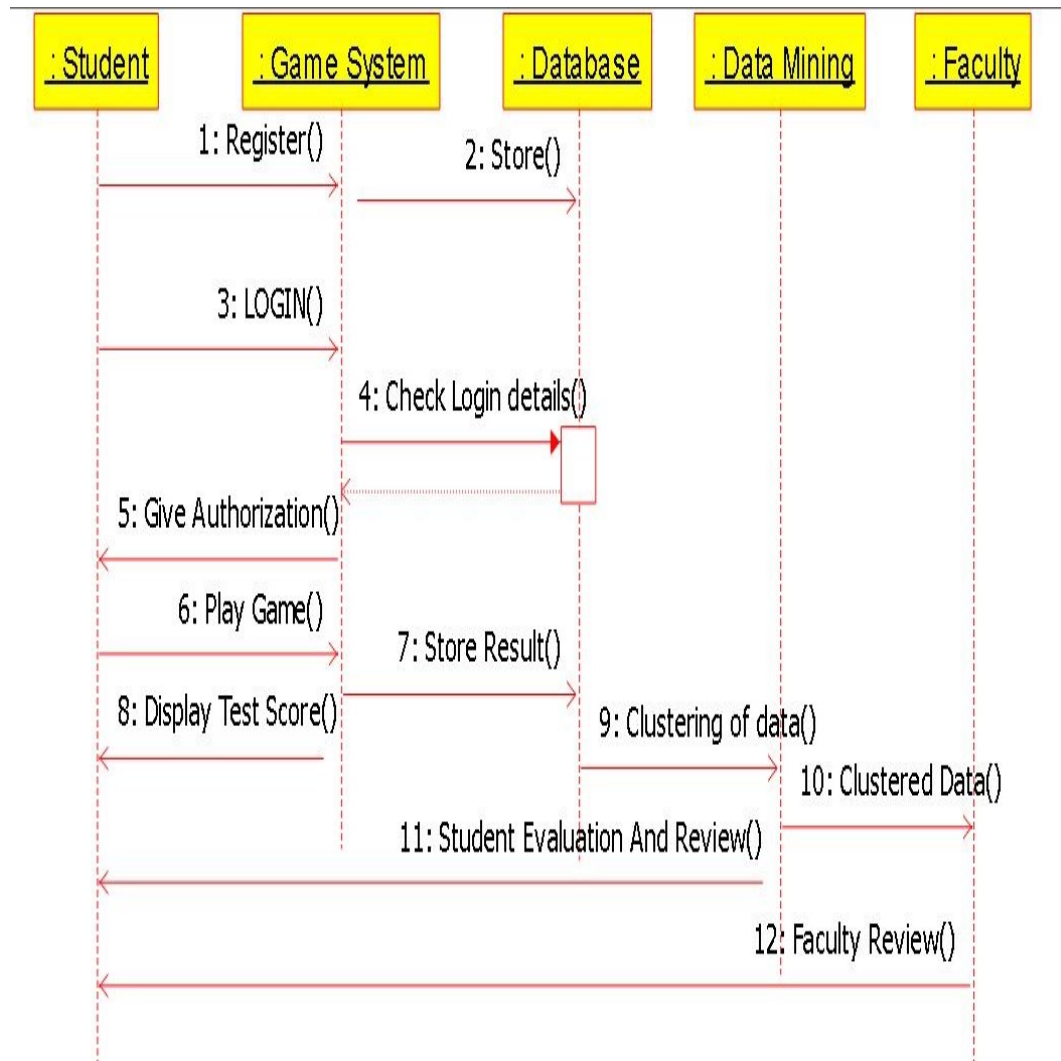 : Student
: Game System
: Database
: Data Mining
: Faculty
1: Register()
2: Store()
3: LOGIN()
4: Check Login details()
5: Give Authorization()
6: Play Game()
7: Store Result()
8: Display Test Score()
9: Clustering of data()
10: Clustered Data()
11: Student Evaluation And Review()
12: Faculty Review()